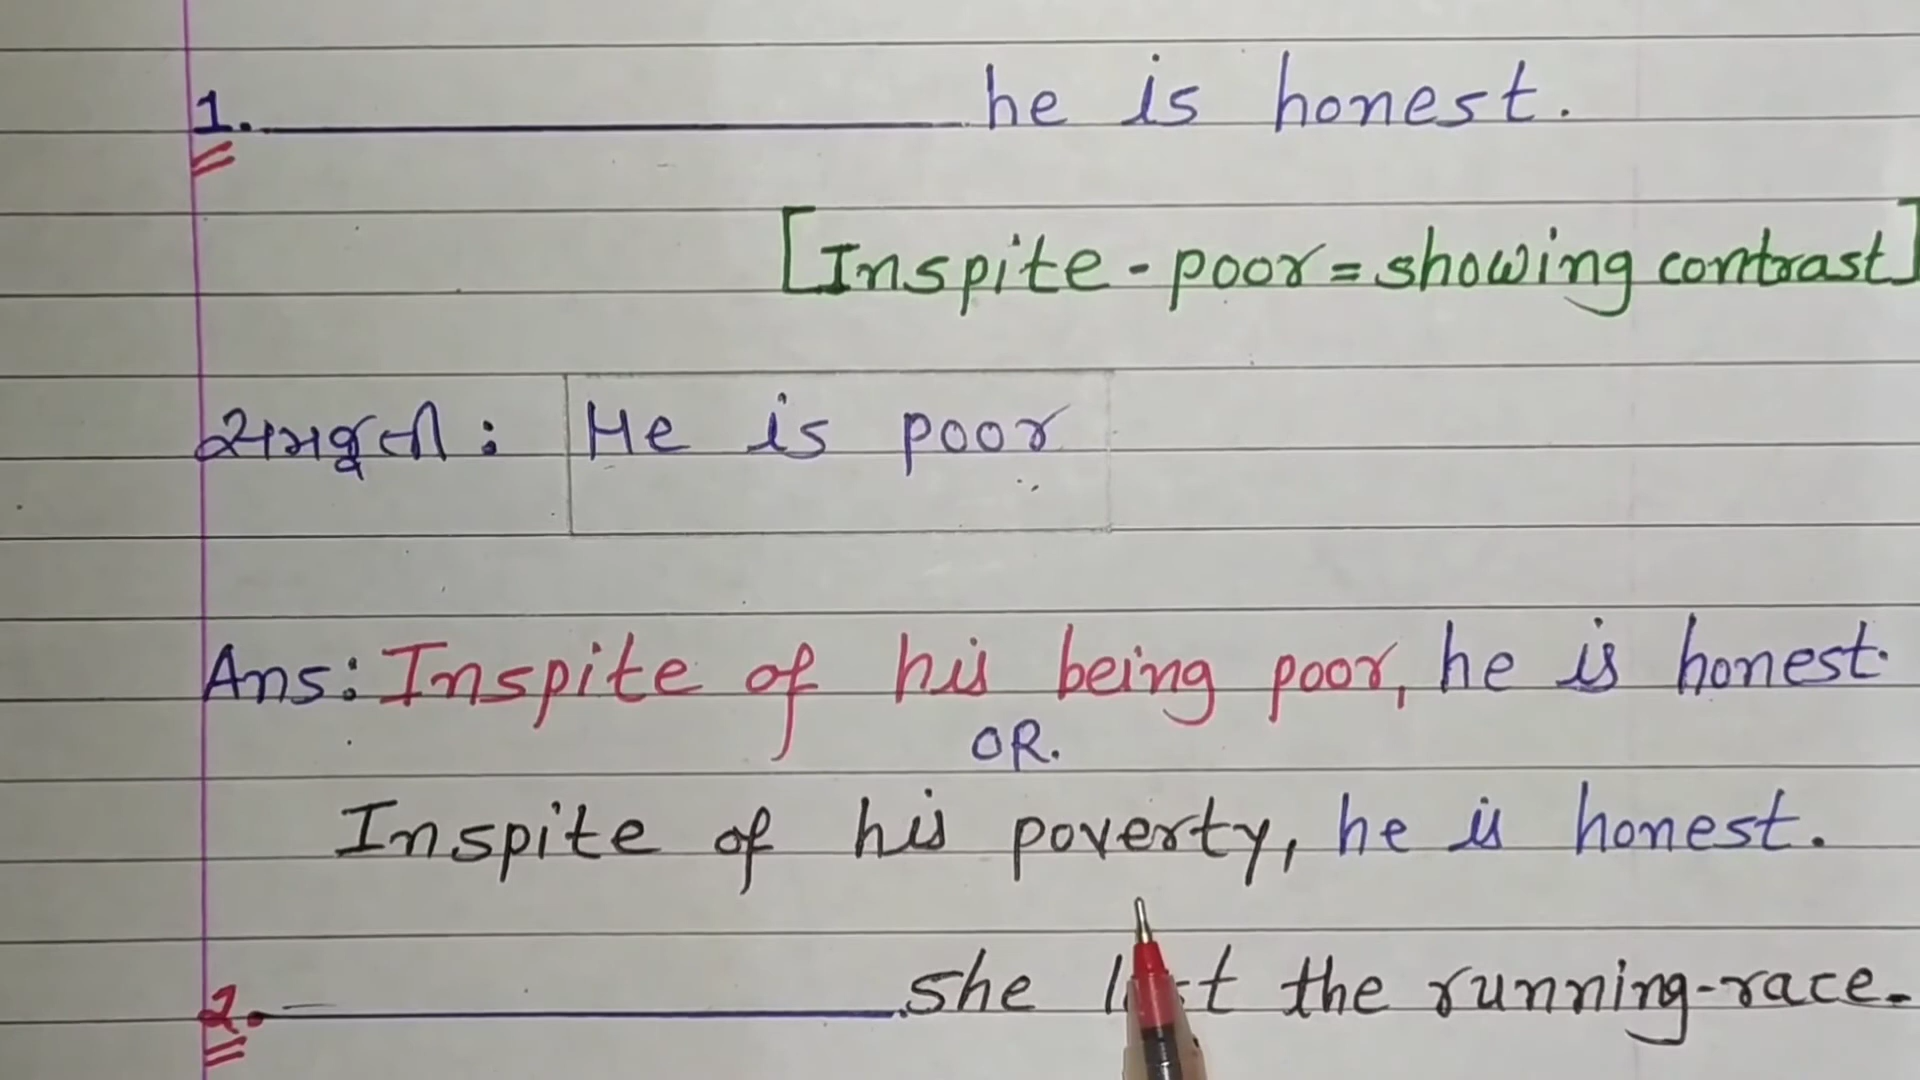 1. he is honest.
[Inspite - poor = showing contrast]
સમજૂતી : He is poor
Ans: Inspite of his being poor, he is honest.
OR.
Inspite of his poverty, he is honest.
2. she the running-race.